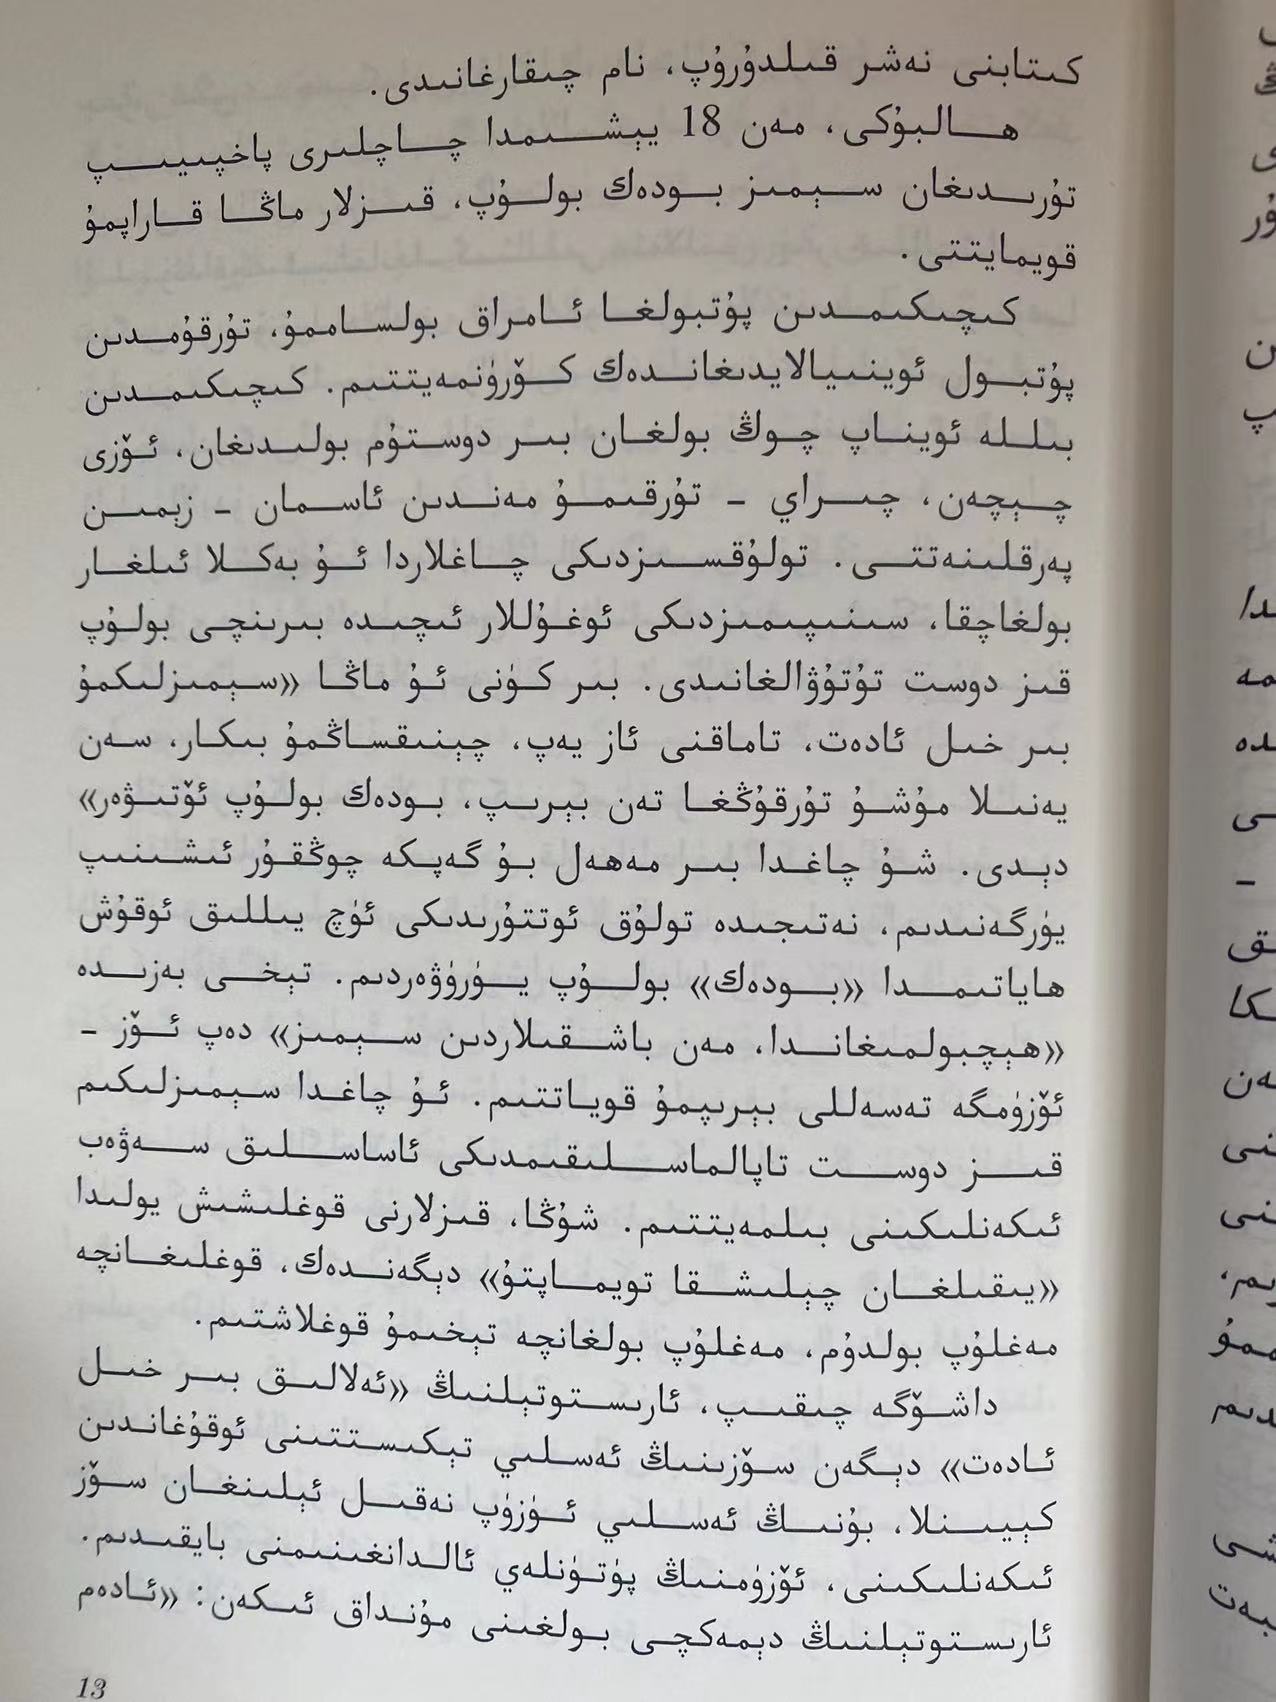 كىتابنى نەشر قىلدۇرۇپ، نام چىقارغانىدى.
ھالبۇكى، مەن 18 يېشىمدا چاچلىرى پاخپىيىپ
تۇرىدىغان سېمىز بودەك بولۇپ، قىزلار ماڭا قاراپمۇ
قويمايتتى.
كىچىكىمدىن پۇتبولغا ئامراق بولساممۇ، تۇرقۇمدىن
پۇتبول ئوينىيالايدىغاندەك كۆرۈنمەيتتىم. كىچىكىمدىن
بىللە ئويناپ چوڭ بولغان بىر دوستۇم بولىدىغان، ئۆزى
چېچەن، چىراي - تۇرقىمۇ مەندىن ئاسمان - زېمىن
پەرقلىنەتتى. تولۇقسىزدىكى چاغلاردا ئۇ بەكلا ئىلغار
بولغاچقا، سىنىپىمىزدىكى ئوغۇللار ئىچىدە بىرىنچى بولۇپ
قىز دوست تۇتۇۋالغانىدى. بىر كۈنى ئۇ ماڭا «سېمىزلىكمۇ
بىر خىل ئادەت، تاماقنى ئاز يەپ، چېنىقساڭمۇ بىكار، سەن
يەنىلا مۇشۇ تۇرقۇڭغا تەن بېرىپ، بودەك بولۇپ ئۆتىۋەر»
دېدى. شۇ چاغدا بىر مەھەل بۇ گەپكە چوڭقۇر ئىشىنىپ
يۈرگەنىدىم، نەتىجىدە تولۇق ئوتتۇرىدىكى ئۈچ يىللىق ئوقۇش
ھاياتىمدا «بودەك» بولۇپ يۈرۈۋەردىم. تېخى بەزىدە
«ھېچبولمىغاندا، مەن باشقىلاردىن سېمىز» دەپ ئۆز -
ئۆزۈمگە تەسەللى بېرىپمۇ قوياتتىم. ئۇ چاغدا سېمىزلىكىم
قىز دوست تاپالماسلىقىمدىكى ئاساسلىق سەۋەب
ئىكەنلىكىنى بىلمەيتتىم. شۇڭا، قىزلارنى قوغلىشىش يولىدا
«يىقىلغان چېلىشقا تويماپتۇ» دېگەندەك، قوغلىغانچە
مەغلۇپ بولدۇم، مەغلۇپ بولغانچە تېخىمۇ قوغلاشتىم.
داشۆگە چىقىپ، ئارىستوتېلنىڭ «ئەلالىق بىر خىل
ئادەت» دېگەن سۆزىنىڭ ئەسلىي تېكىستتىنى ئوقۇغاندىن
كېيىنلا، بۇنىڭ ئەسلىي ئۈزۈپ نەقىل ئېلىنغان سۆز
ئىكەنلىكىنى، ئۆزۈمنىڭ پۈتۈنلەي ئالدانغىنىمنى بايقىدىم.
ئارىستوتېلنىڭ دېمەكچى بولغىنى مۇنداق ئىكەن: «ئادەم
13